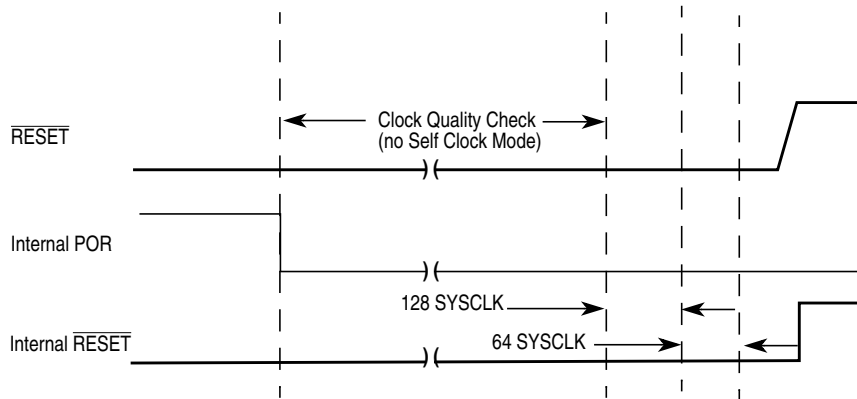 Clock Quality Check
(no Self Clock Mode)
RESET
)(
Internal POR
)(
128 SYSCLK
64 SYSCLK
Internal RESET
)(